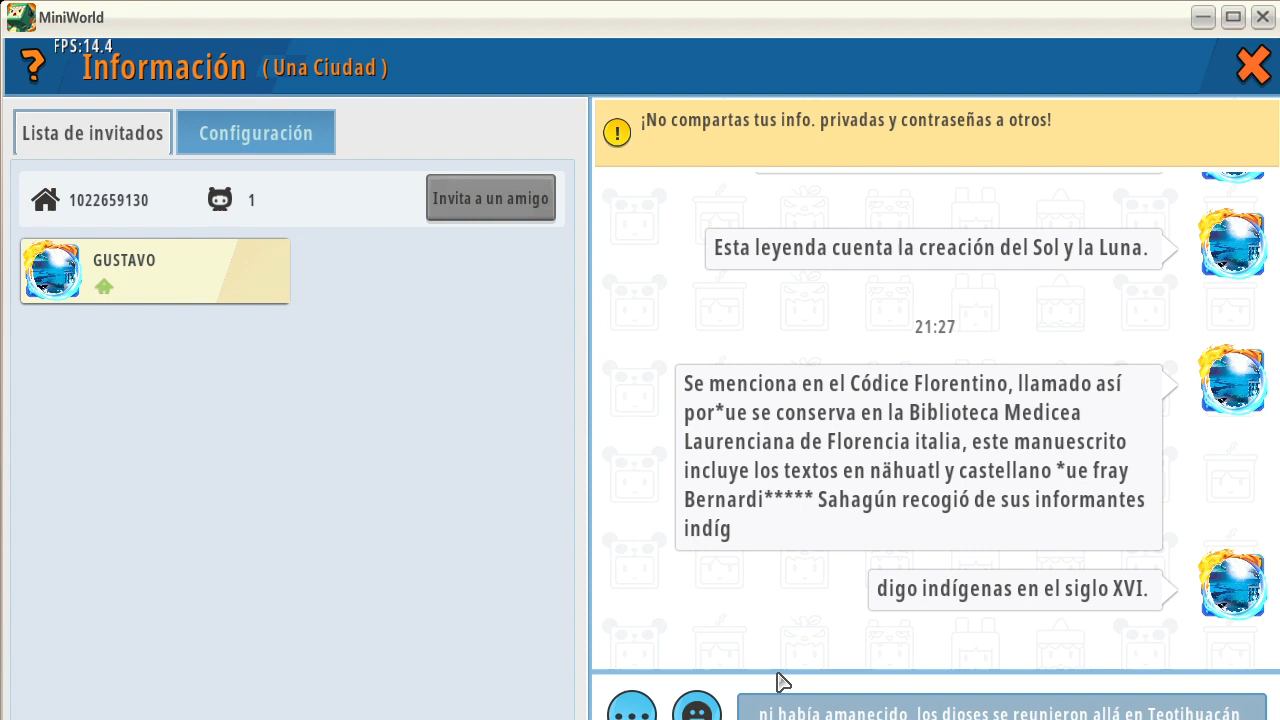 MiniWorld
FPS:14.4
Información ( Una Ciudad )
Lista de invitados
Configuración
1022659130
1
Invita a un amigo
GUSTAVO
¡No compartas tus info. privadas y contraseñas a otros!
Esta leyenda cuenta la creación del Sol y la Luna.
21:27
Se menciona en el Códice Florentino, llamado así
por*ue se conserva en la Biblioteca Medicea
Laurenciana de Florencia italia, este manuescrito
incluye los textos en nähuatl y castellano *ue fray
Bernardi***** Sahagún recogió de sus informantes
indíg
digo indígenas en el siglo XVI.
ni había amanecido, los dioses se reunieron allá en Teotihuacán